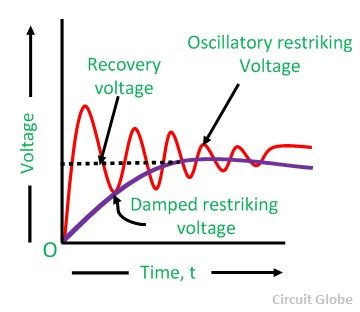 Oscillatory restriking
Voltage
Recovery
voltage
Voltage
Damped restriking
voltage
O
Time, t
Circuit Globe